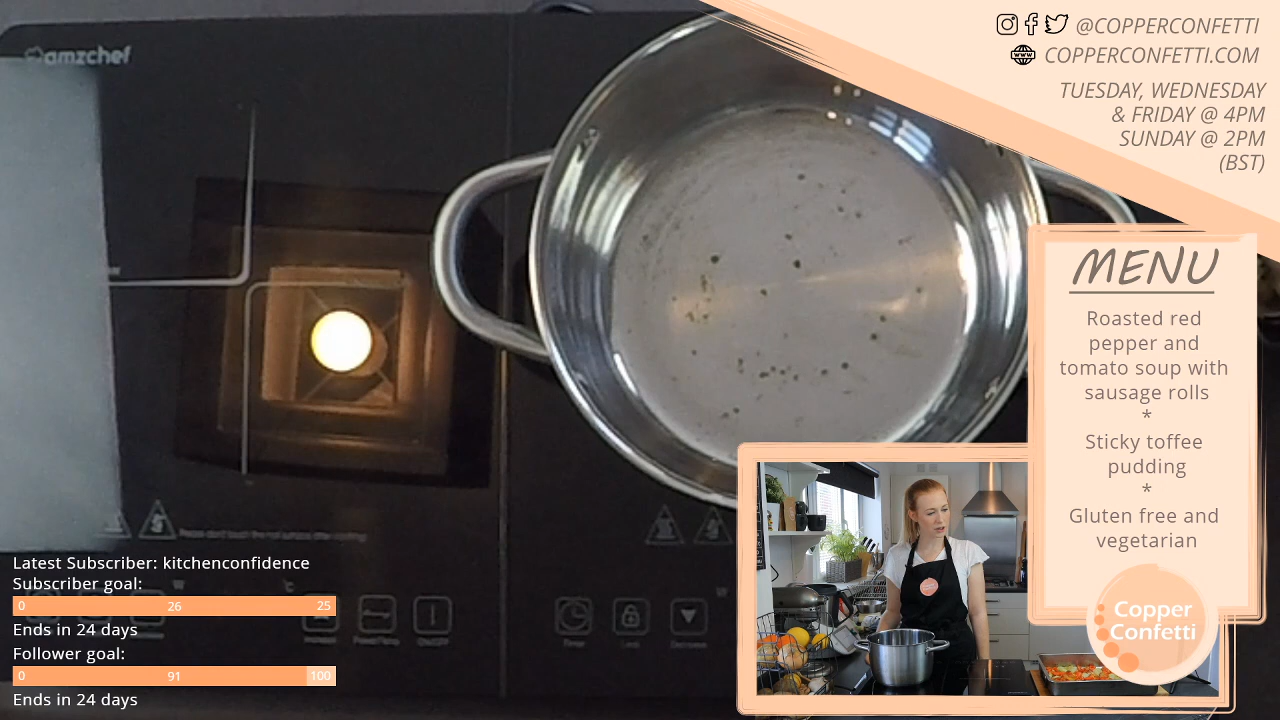 amzchef
@COPPERCONFETTI
COPPERCONFETTI.COM
TUESDAY, WEDNESDAY
& FRIDAY @ 4PM
SUNDAY @ 2PM
(BST)
MENU
Roasted red
pepper and
tomato soup with
sausage rolls
*
Sticky toffee
pudding
*
Gluten free and
vegetarian
Copper
Confetti
Latest Subscriber: kitchenconfidence
Subscriber goal:
0 26 25
Ends in 24 days
Follower goal:
0 91 100
Ends in 24 days